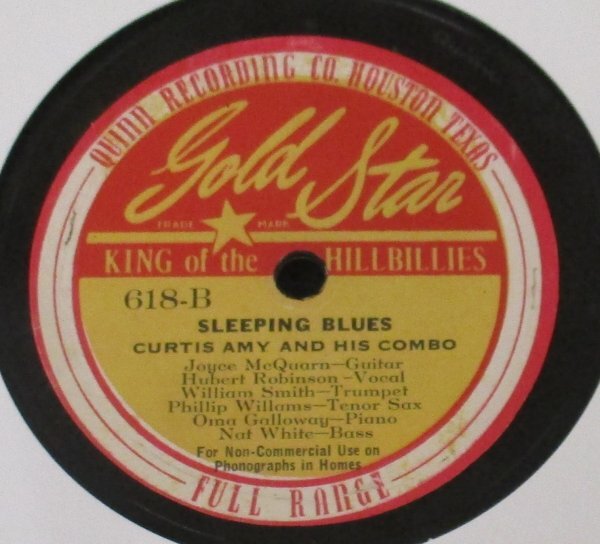 QUINN RECORDING CO. HOUSTON TEXAS
Gold Star
TRADE MARK
KING of the HILLBILLIES
618-B
SLEEPING BLUES
CURTIS AMY AND HIS COMBO
Joyce McQuarn—Guitar
Hubert Robinson-Vocal
William Smith—Trumpet
Phillip Willams—Tenor Sax
Oma Galloway—Piano
Nat White—Bass
For Non-Commercial Use on
Phonographs in Homes
FULL RANGE